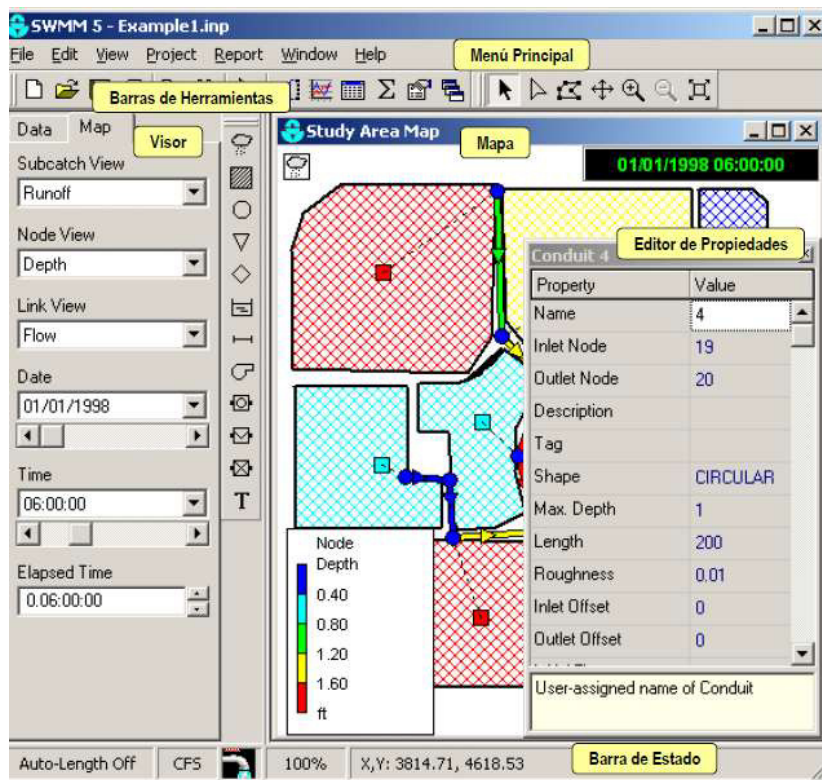 SWMM 5 - Example1.inp
File Edit View Project Report Window Help
Menú Principal
Barras de Herramientas
Data Map
Visor
Subcatch View
Runoff
Node View
Depth
Link View
Flow
Date
01/01/1998
Time
06:00:00
Elapsed Time
0.06:00:00
T
Study Area Map
Mapa
01/01/1998 06:00:00
Node
Depth
0.40
0.80
1.20
1.60
ft
Editor de Propiedades
Conduit 4
Property Value
Name 4
Inlet Node 19
Outlet Node 20
Description
Tag
Shape CIRCULAR
Max. Depth 1
Length 200
Roughness 0.01
Inlet Offset 0
Outlet Offset 0
User-assigned name of Conduit
Auto-Length Off CFS 100% X,Y: 3814.71, 4618.53
Barra de Estado